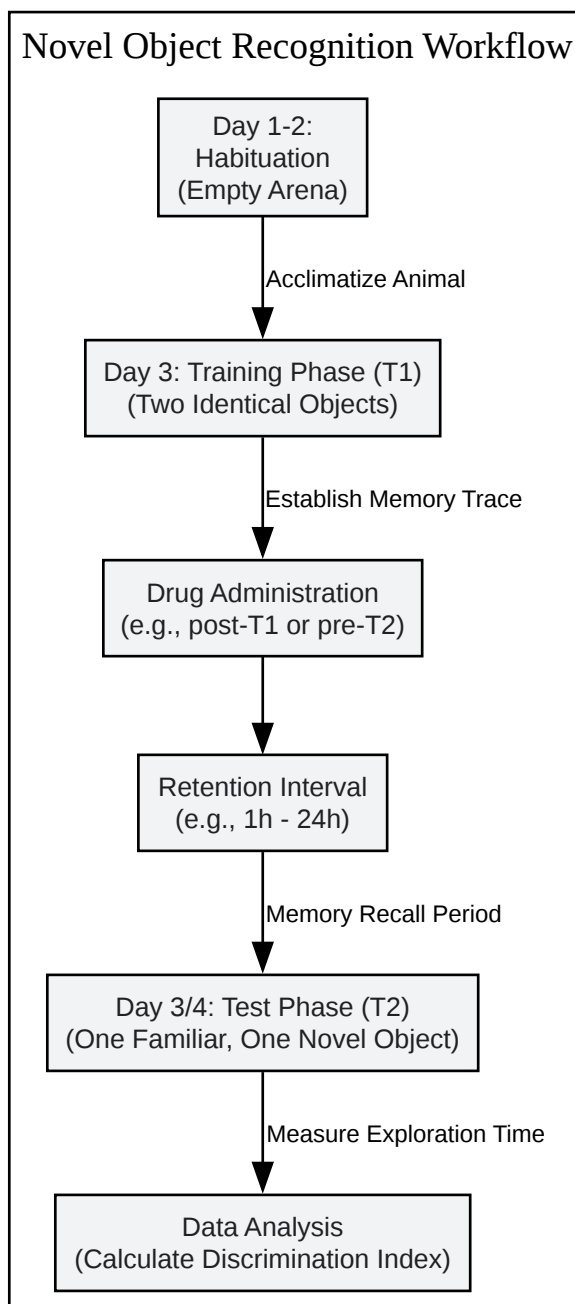 Novel Object Recognition Workflow
Day 1-2:
Habituation
(Empty Arena)
Acclimatize Animal
Day 3: Training Phase (T1)
(Two Identical Objects)
Establish Memory Trace
Drug Administration
(e.g., post-T1 or pre-T2)
Retention Interval
(e.g., 1h - 24h)
Memory Recall Period
Day 3/4: Test Phase (T2)
(One Familiar, One Novel Object)
Measure Exploration Time
Data Analysis
(Calculate Discrimination Index)